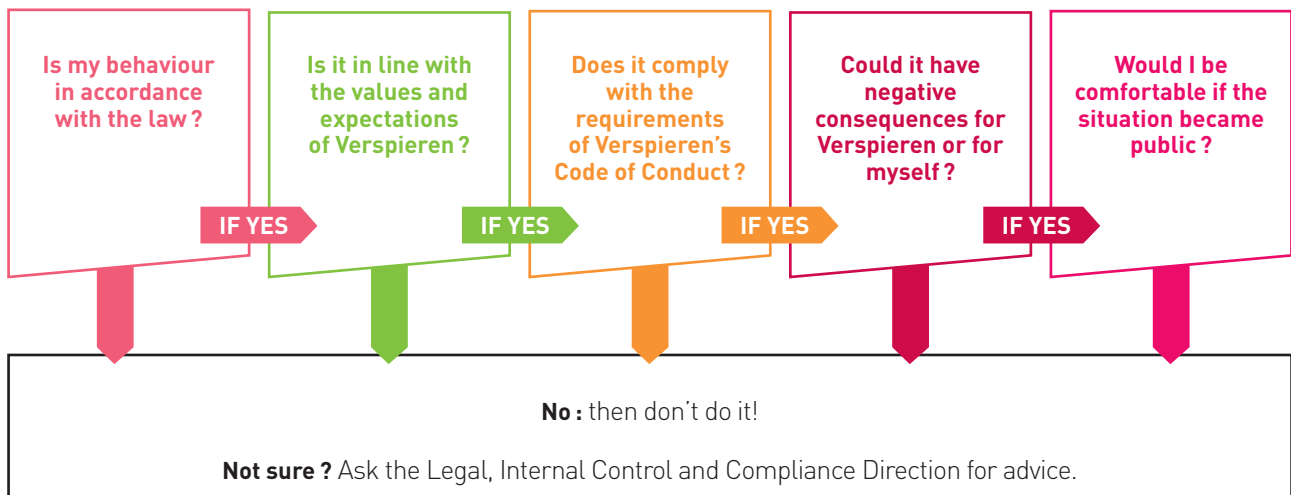 Is my behaviour
in accordance
with the law ?
IF YES
Is it in line with
the values and
expectations
of Verspieren ?
IF YES
Does it comply
with the
requirements
of Verspieren’s
Code of Conduct ?
IF YES
Could it have
negative
consequences for
Verspieren or for
myself ?
IF YES
Would I be
comfortable if the
situation became
public ?
No : then don’t do it!
Not sure ? Ask the Legal, Internal Control and Compliance Direction for advice.